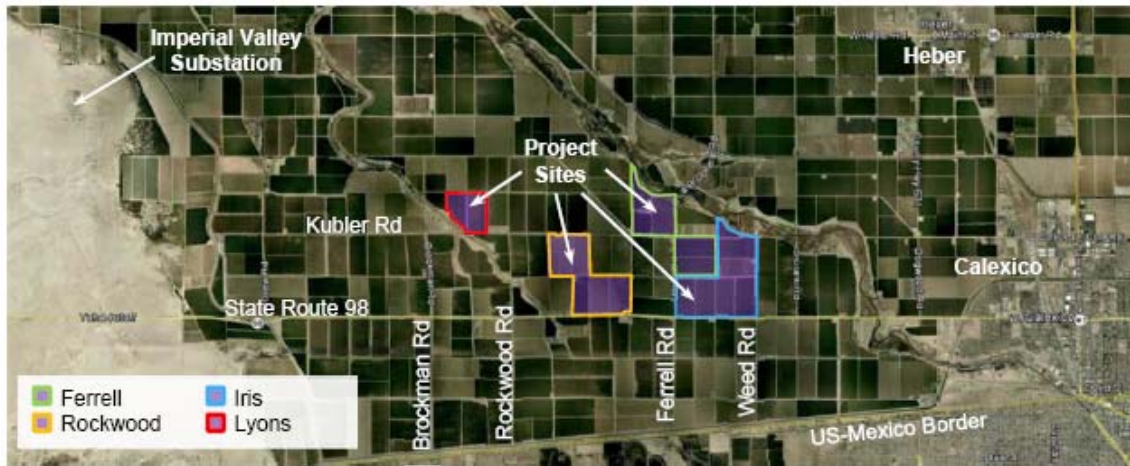 Imperial Valley
Substation
Heber
Heber
Project
Sites
Kubler Rd
Calexico
State Route 98
Brockman Rd
Rockwood Rd
Ferrell Rd
Weed Rd
US-Mexico Border
Ferrell
Iris
Rockwood
Lyons